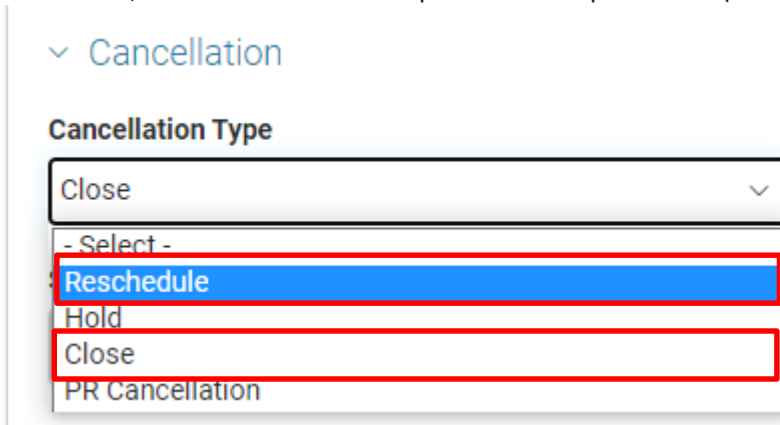 Cancellation
Cancellation Type
Close
- Select -
Reschedule
Hold
Close
PR Cancellation